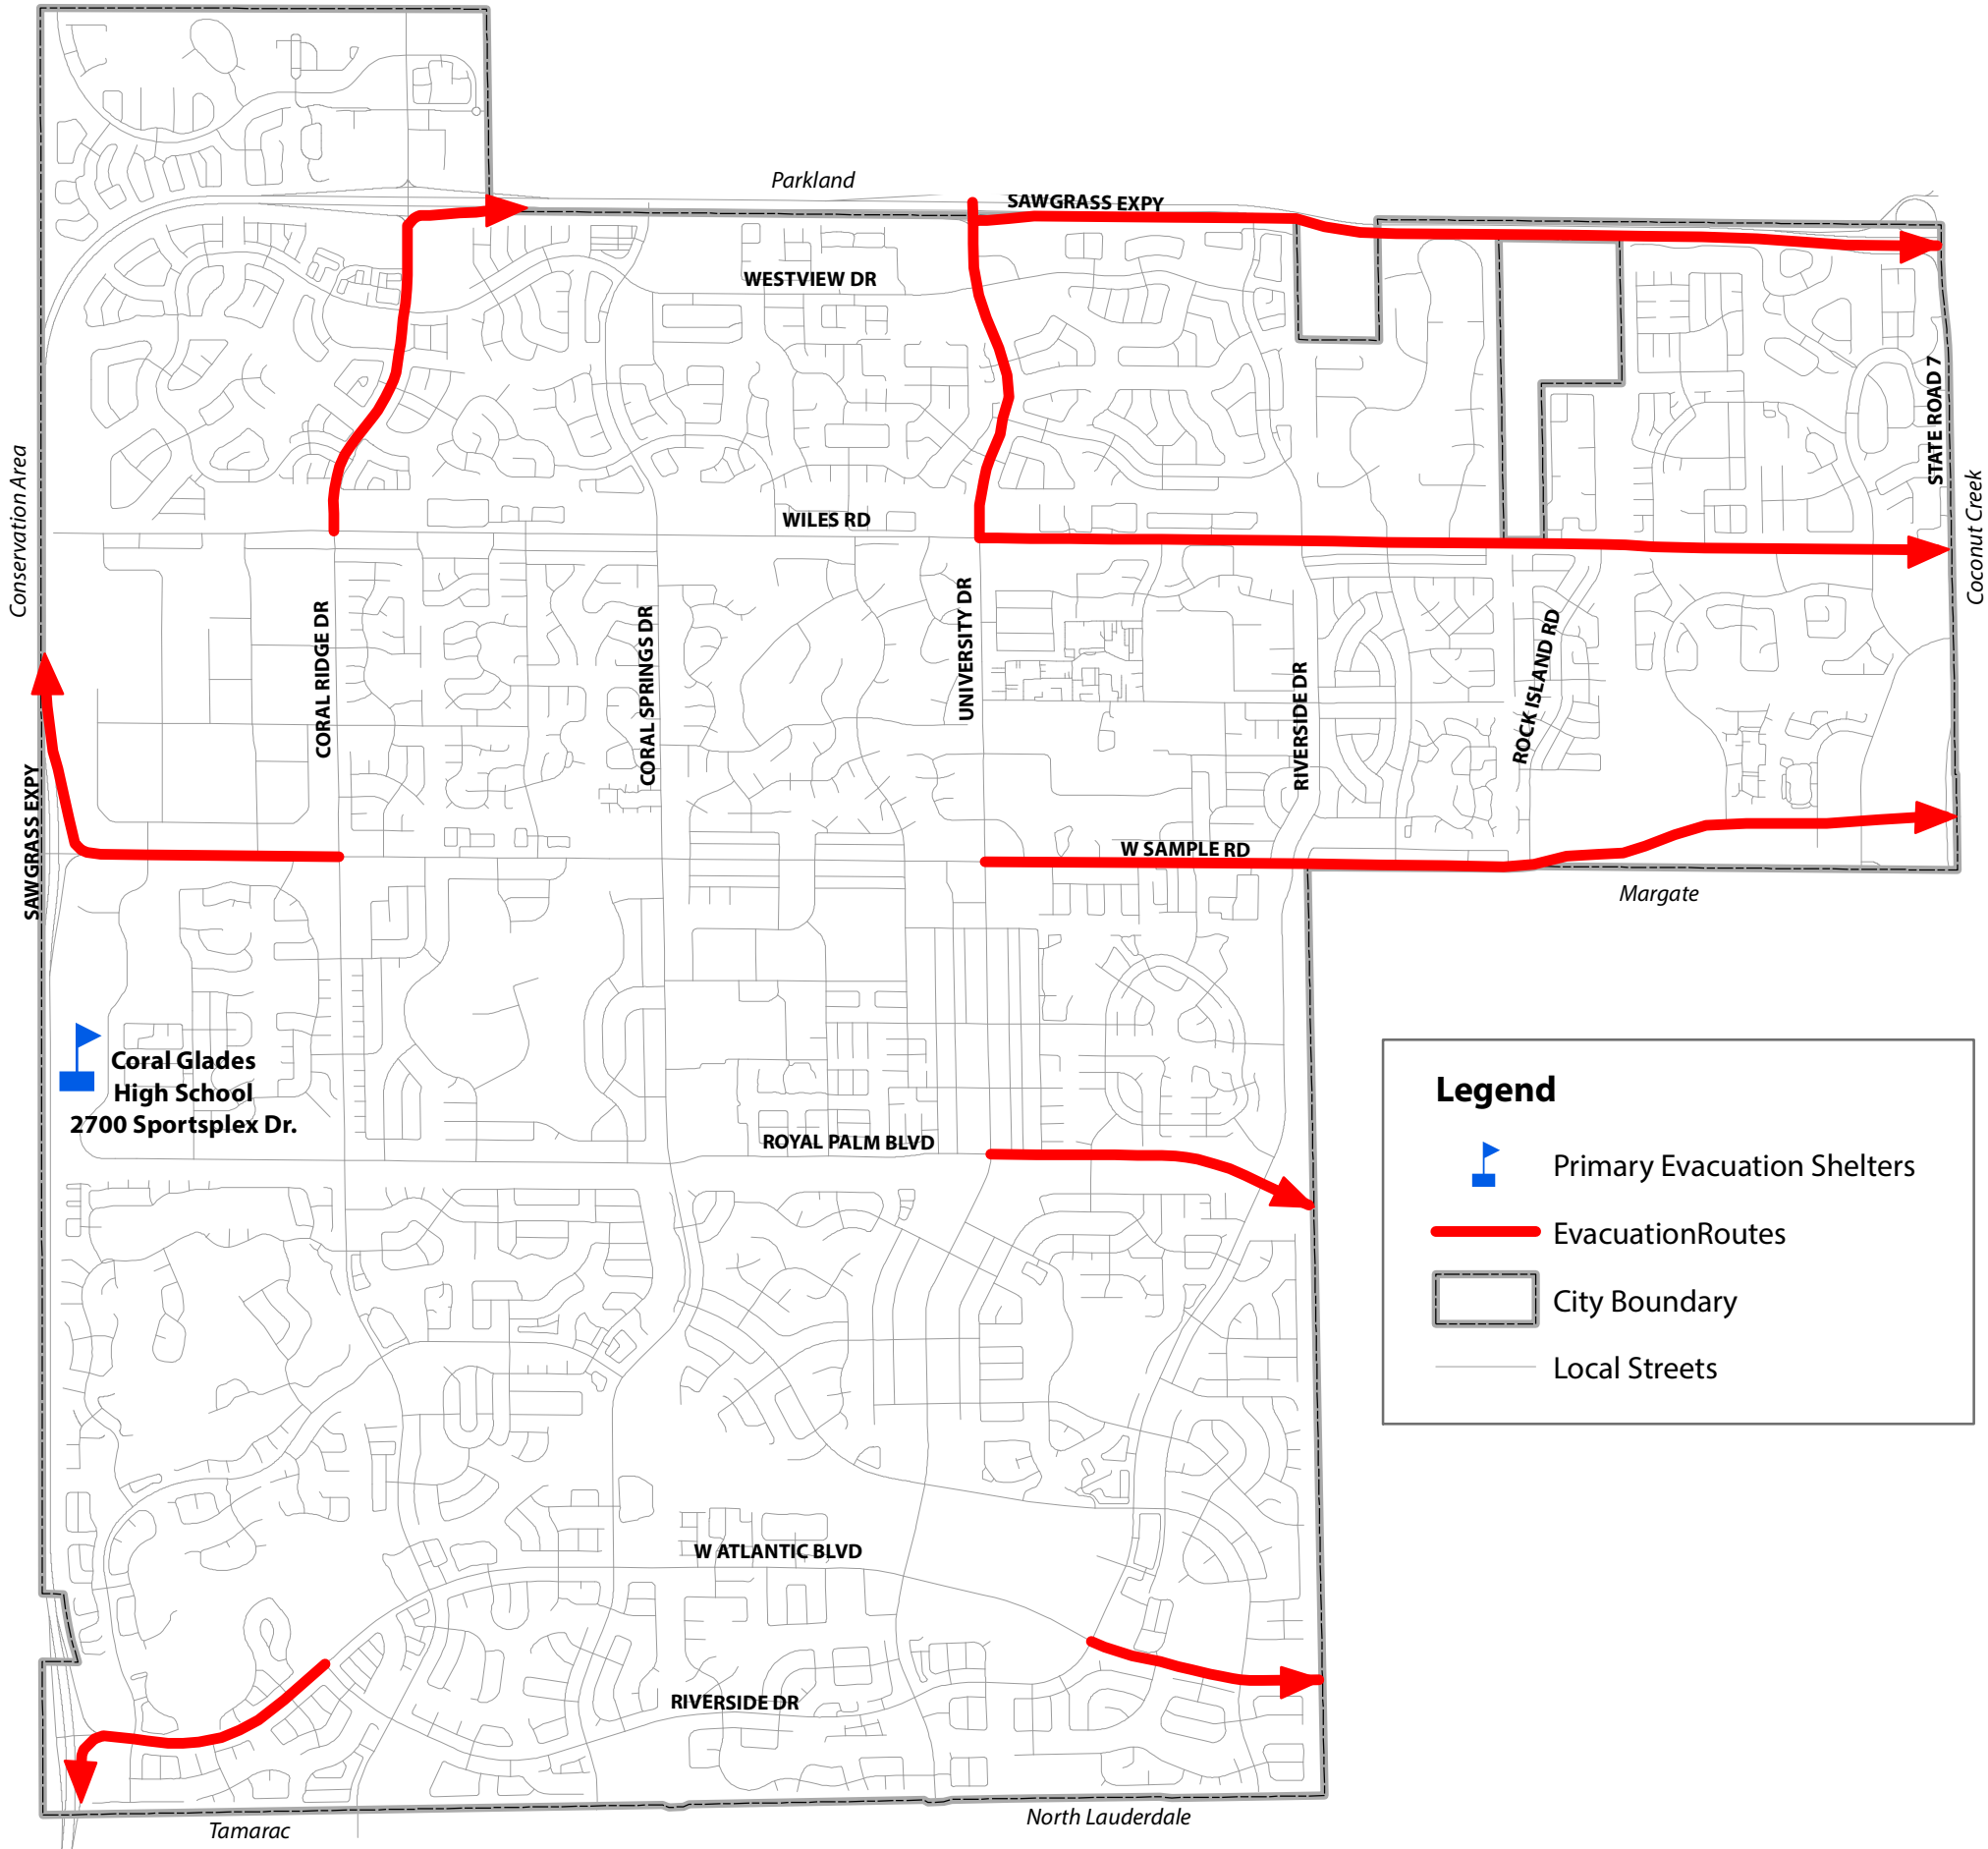 Parkland
SAWGRASS EXPY
WESTVIEW DR
STATE ROAD 7
Conservation Area
Coconut Creek
WILES RD
CORAL RIDGE DR
CORAL SPRINGS DR
UNIVERSITY DR
RIVERSIDE DR
ROCK ISLAND RD
SAWGRASS EXPY
W SAMPLE RD
Margate
Coral Glades
High School
2700 Sportsplex Dr.
ROYAL PALM BLVD
Legend
Primary Evacuation Shelters
EvacuationRoutes
City Boundary
Local Streets
W ATLANTIC BLVD
RIVERSIDE DR
North Lauderdale
Tamarac